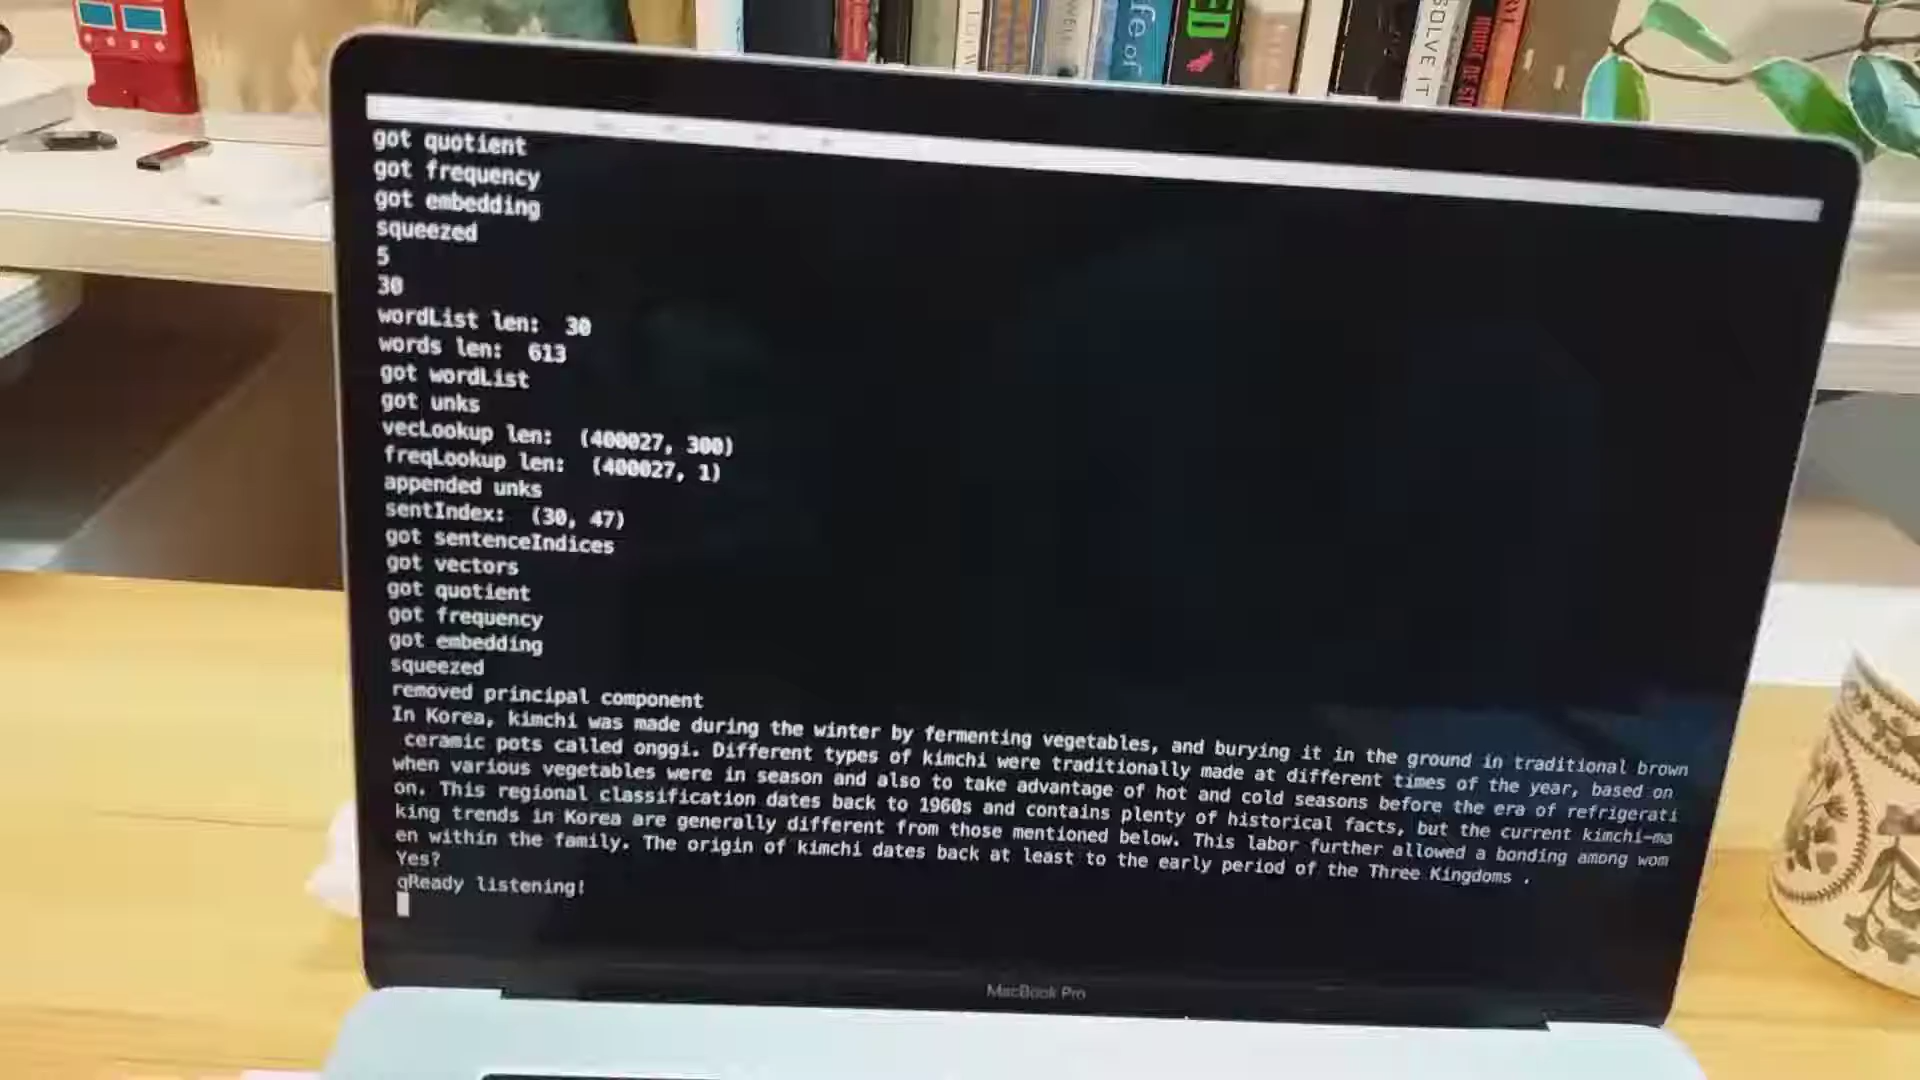 fe of
ED
SOLVE IT
got quotient
got frequency
got embedding
squeezed
5
30
wordList len:  30
words len:  613
got wordList
got unks
vecLookup len:  (400027, 300)
freqLookup len:  (400027, 1)
appended unks
sentIndex:  (30, 47)
got sentenceIndices
got vectors
got quotient
got frequency
got embedding
squeezed
removed principal component
In Korea, kimchi was made during the winter by fermenting vegetables, and burying it in the ground in traditional brown
ceramic pots called onggi. Different types of kimchi were traditionally made at different times of the year, based on
when various vegetables were in season and also to take advantage of hot and cold seasons before the era of refrigerati
on. This regional classification dates back to 1960s and contains plenty of historical facts, but the current kimchi-ma
king trends in Korea are generally different from those mentioned below. This labor further allowed a bonding among wom
en within the family. The origin of kimchi dates back at least to the early period of the Three Kingdoms .
Yes?
qReady listening!
MacBook Pro